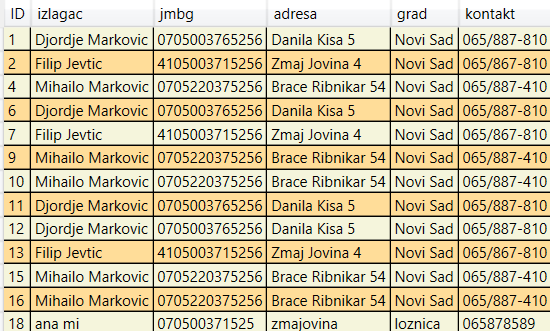 ID izlagac jmbg adresa grad kontakt
1 Djordje Markovic 0705003765256 Danila Kisa 5 Novi Sad 065/887-810
2 Filip Jevtic 4105003715256 Zmaj Jovina 4 Novi Sad 065/867-810
4 Mihailo Markovic 0705220375256 Brace Ribnikar 54 Novi Sad 065/887-410
6 Djordje Markovic 0705003765256 Danila Kisa 5 Novi Sad 065/887-810
7 Filip Jevtic 4105003715256 Zmaj Jovina 4 Novi Sad 065/867-810
9 Mihailo Markovic 0705220375256 Brace Ribnikar 54 Novi Sad 065/887-410
10 Mihailo Markovic 0705220375256 Brace Ribnikar 54 Novi Sad 065/887-410
11 Djordje Markovic 0705003765256 Danila Kisa 5 Novi Sad 065/887-810
12 Djordje Markovic 0705003765256 Danila Kisa 5 Novi Sad 065/887-810
13 Filip Jevtic 4105003715256 Zmaj Jovina 4 Novi Sad 065/867-810
15 Mihailo Markovic 0705220375256 Brace Ribnikar 54 Novi Sad 065/887-410
16 Mihailo Markovic 0705220375256 Brace Ribnikar 54 Novi Sad 065/887-410
18 ana mi 070500371525 zmajovina loznica 065878589